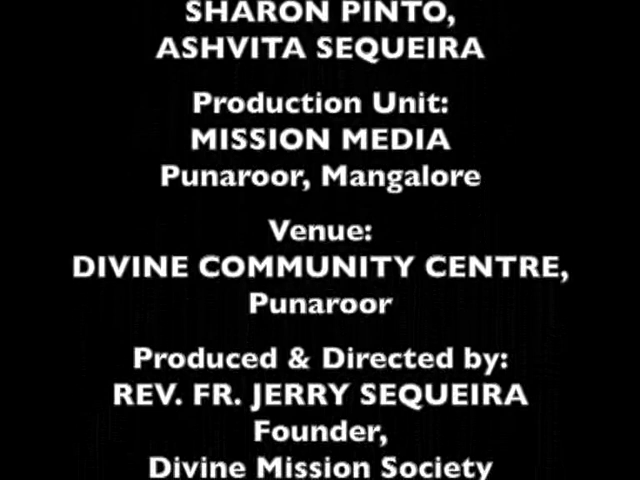 SHARON PINTO,
ASHVITA SEQUEIRA
Production Unit:
MISSION MEDIA
Punaroor, Mangalore
Venue:
DIVINE COMMUNITY CENTRE,
Punaroor
Produced & Directed by:
REV. FR. JERRY SEQUEIRA
Founder,
Divine Mission Society